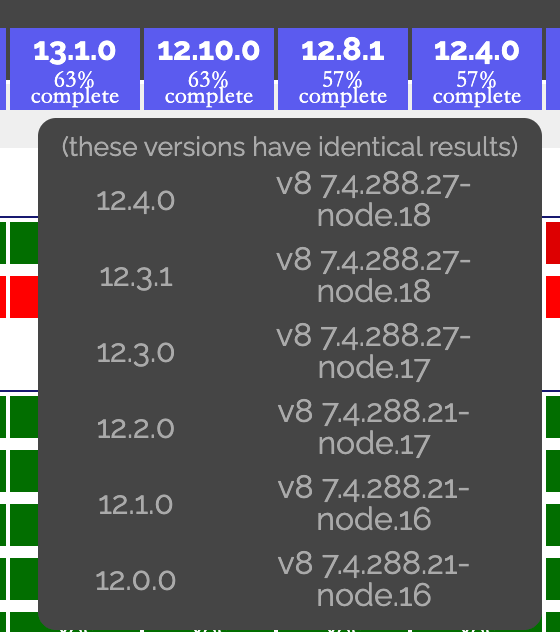 13.1.0 12.10.0 12.8.1 12.4.0
63% 63% 57% 57%
complete complete complete complete
(these versions have identical results)
12.4.0 v8 7.4.288.27-
node.18
12.3.1 v8 7.4.288.27-
node.18
12.3.0 v8 7.4.288.27-
node.17
12.2.0 v8 7.4.288.21-
node.17
12.1.0 v8 7.4.288.21-
node.16
12.0.0 v8 7.4.288.21-
node.16